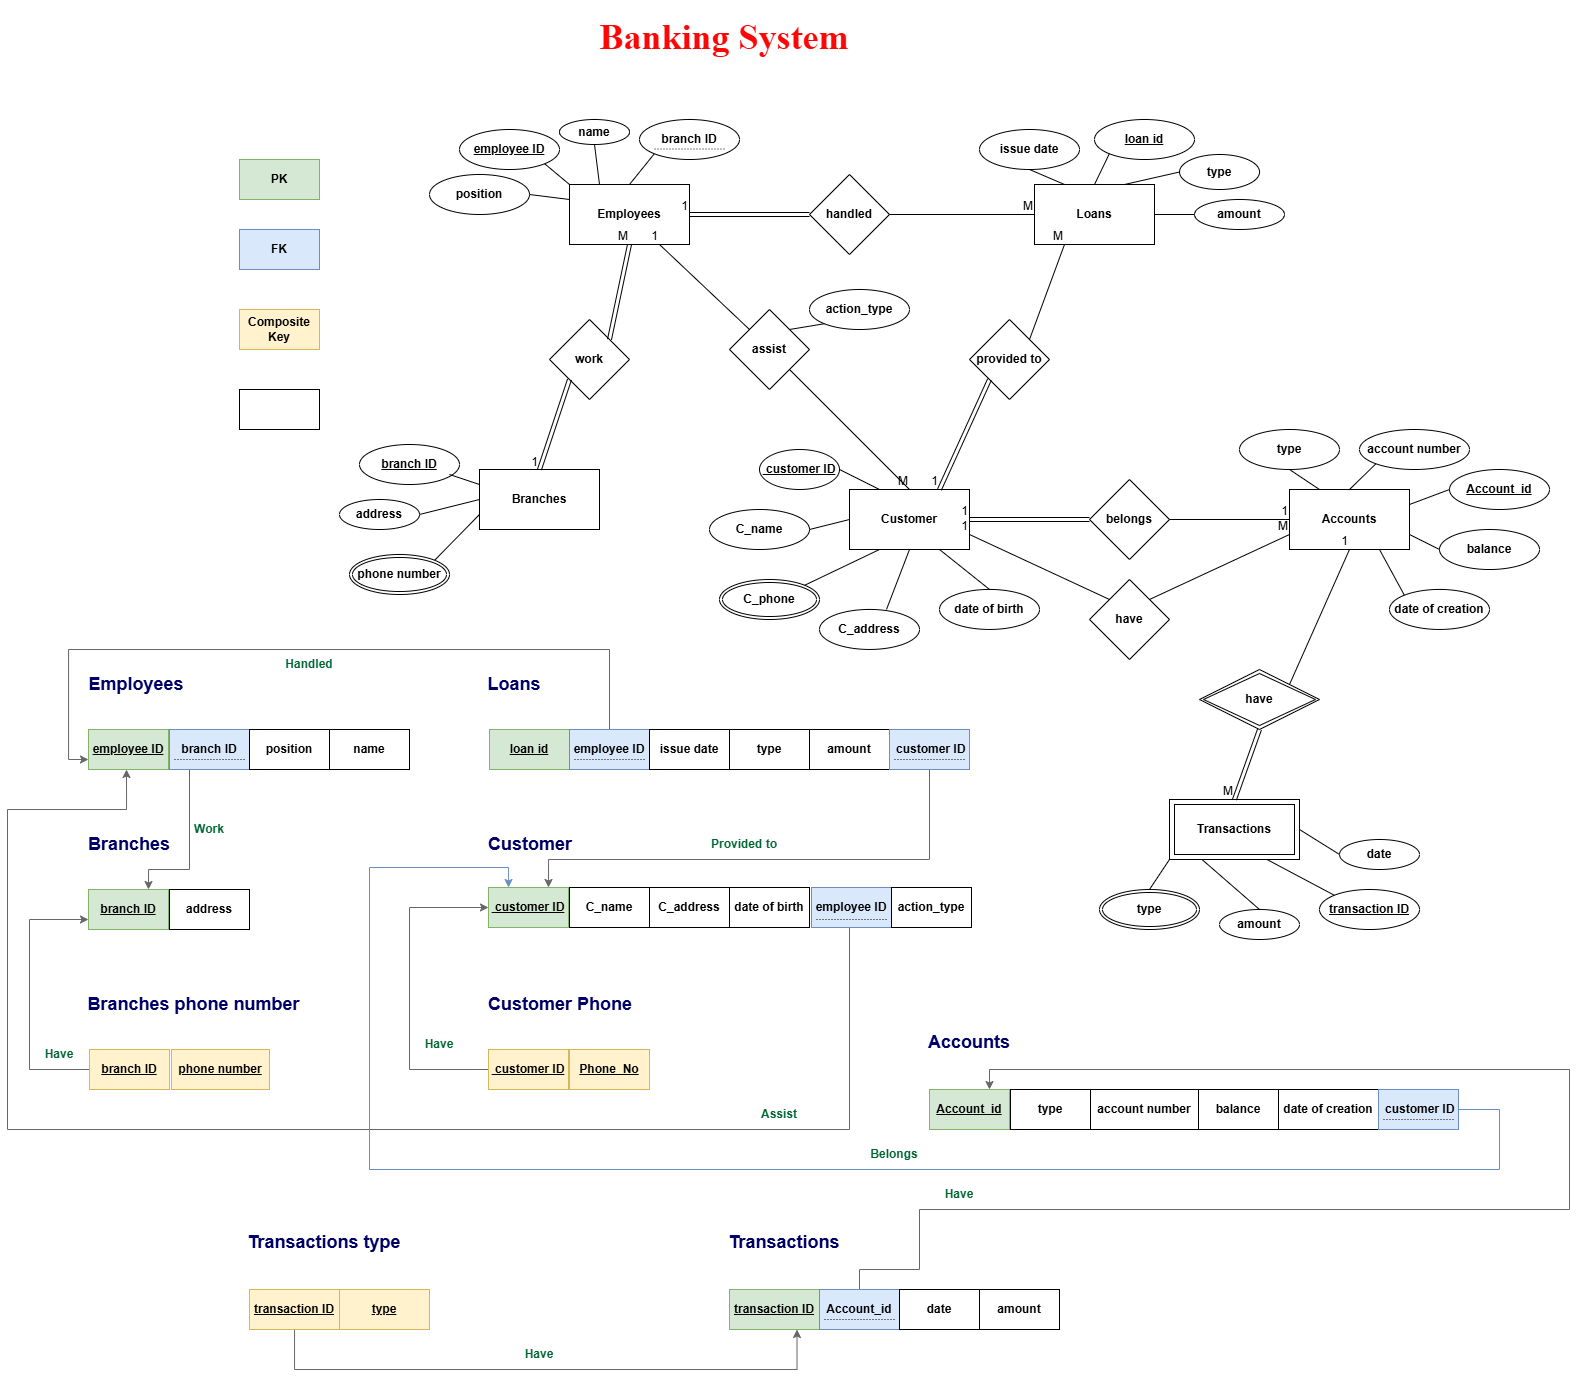 Banking System
PK
FK
Composite
Key
employee ID
name
branch ID
position
Employees
1
M
1
handled
issue date
loan id
type
amount
M
Loans
M
work
assist
action_type
provided to
branch ID
address
phone number
1
Branches
customer ID
C_name
C_phone
C_address
date of birth
M
1
Customer
1
1
belongs
have
type
account number
Account_id
balance
date of creation
1
M
Accounts
1
have
M
Transactions
date
type
amount
transaction ID
Handled
Employees
employee ID
branch ID
position
name
Loans
loan id
employee ID
issue date
type
amount
customer ID
Work
Provided to
Branches
branch ID
address
Customer
customer ID
C_name
C_address
date of birth
employee ID
action_type
Branches phone number
Have
branch ID
phone number
Customer Phone
Have
customer ID
Phone_No
Assist
Accounts
Account_id
type
account number
balance
date of creation
customer ID
Belongs
Have
Transactions type
transaction ID
type
Transactions
transaction ID
Account_id
date
amount
Have